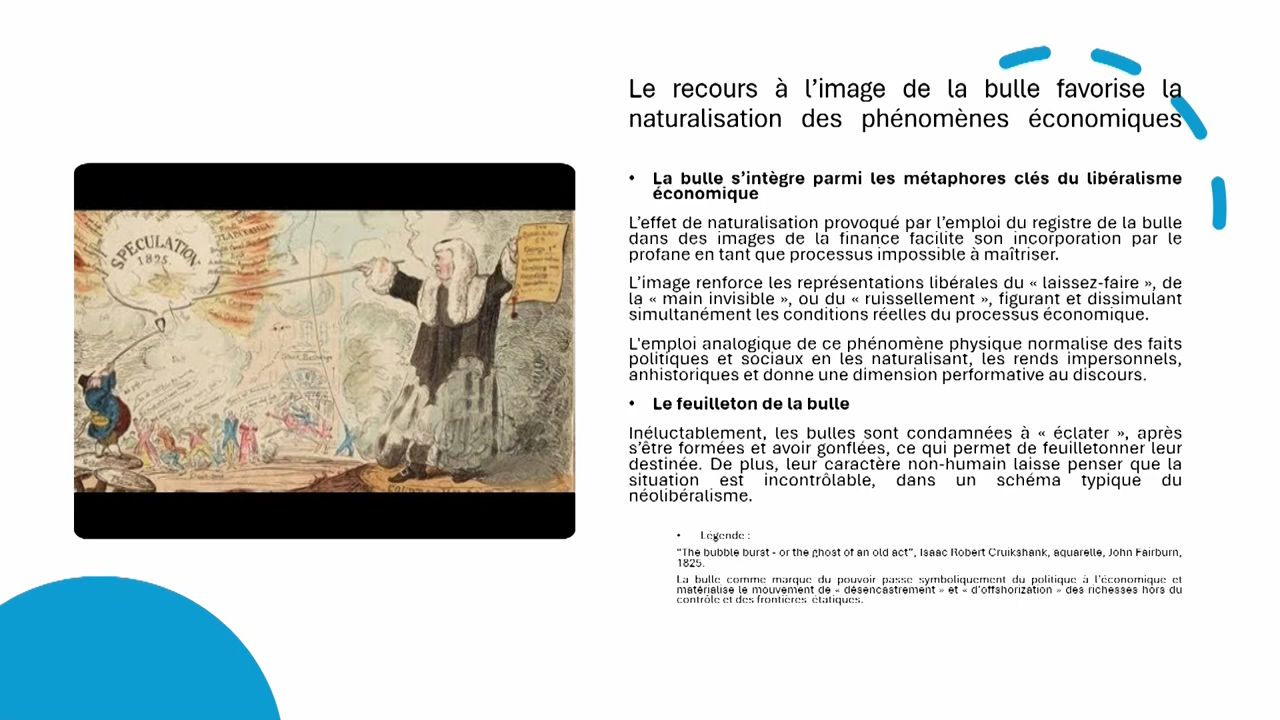 Le recours à l’image de la bulle favorise la
naturalisation des phénomènes économiques
SPECULATION
1825
• La bulle s’intègre parmi les métaphores clés du libéralisme
économique
L’effet de naturalisation provoqué par l’emploi du registre de la bulle
dans des images de la finance facilite son incorporation par le
profane en tant que processus impossible à maîtriser.
L’image renforce les représentations libérales du « laissez-faire », de
la « main invisible », ou du « ruissellement », figurant et dissimulant
simultanément les conditions réelles du processus économique.
L'emploi analogique de ce phénomène physique normalise des faits
politiques et sociaux en les naturalisant, les rends impersonnels,
anhistoriques et donne une dimension performative au discours.
• Le feuilleton de la bulle
Inéluctablement, les bulles sont condamnées à « éclater », après
s’être formées et avoir gonflées, ce qui permet de feuilletonner leur
destinée. De plus, leur caractère non-humain laisse penser que la
situation est incontrôlable, dans un schéma typique du
néolibéralisme.
• Légende :
“The bubble burst - or the ghost of an old act”, Isaac Robert Cruikshank, aquarelle, John Fairburn,
1825.
La bulle comme marque du pouvoir passe symboliquement du politique à l’économique et
matérialise le mouvement de « désencastrement » et « d’offshorization » des richesses hors du
contrôle et des frontières étatiques.